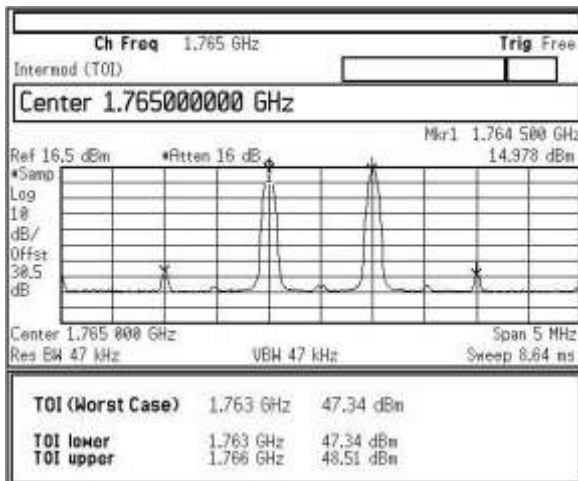 Ch Freq 1.765 GHz Trig Free
Intermod (TOI)
Center 1.765000000 GHz
Mkr1 1.764 500 GHz
Ref 16.5 dBm #Atten 16 dB 14.978 dBm
#Samp
Log
10
dB/
Offst
30.5
dB
1
Center 1.765 000 GHz Span 5 MHz
Res BW 47 kHz VBW 47 kHz Sweep 8.64 ms
TOI (Worst Case) 1.763 GHz 47.34 dBm
TOI lower 1.763 GHz 47.34 dBm
TOI upper 1.766 GHz 48.51 dBm